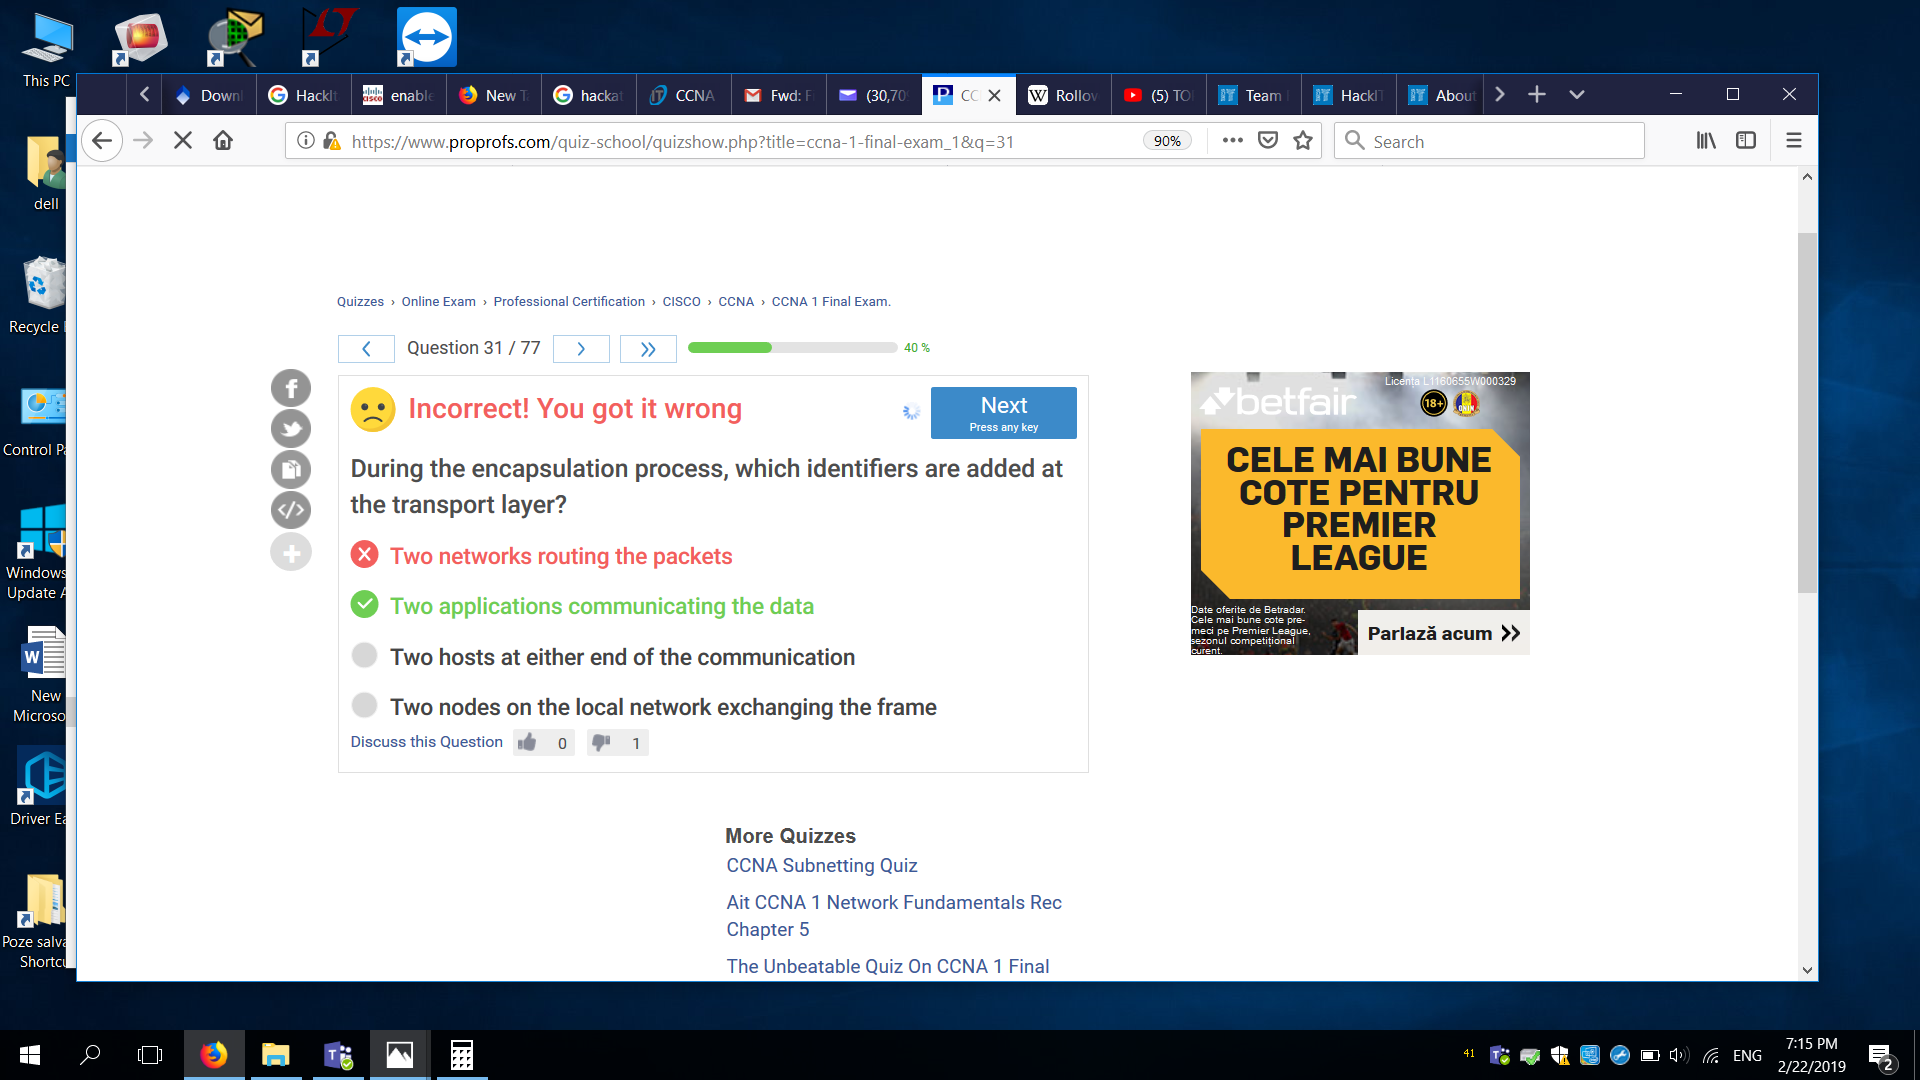 This PC
Downl
HackIt
enable
New T
hackat
CCNA
Fwd: F
(30,70
CC
Rollov
(5) TO
Team
HackI
About
https://www.proprofs.com/quiz-school/quizshow.php?title=ccna-1-final-exam_1&q=31
90%
Search
dell
Recycle
Control Pa
Windows
Update A
New
Microso
Driver Ea
Poze salva
Shortcu
Quizzes › Online Exam › Professional Certification › CISCO › CCNA › CCNA 1 Final Exam.
Question 31 / 77
40 %
Incorrect! You got it wrong
Next
Press any key
During the encapsulation process, which identifiers are added at
the transport layer?
Two networks routing the packets
Two applications communicating the data
Two hosts at either end of the communication
Two nodes on the local network exchanging the frame
Discuss this Question
0
1
Licenta L1160655W000329
betfair
18+
CELE MAI BUNE
COTE PENTRU
PREMIER
LEAGUE
Date oferite de Betradar.
Cele mai bune cote pre-
meci pe Premier League,
sezonul competițional
curent.
Parlază acum
More Quizzes
CCNA Subnetting Quiz
Ait CCNA 1 Network Fundamentals Rec
Chapter 5
The Unbeatable Quiz On CCNA 1 Final
41
ENG
7:15 PM
2/22/2019
2